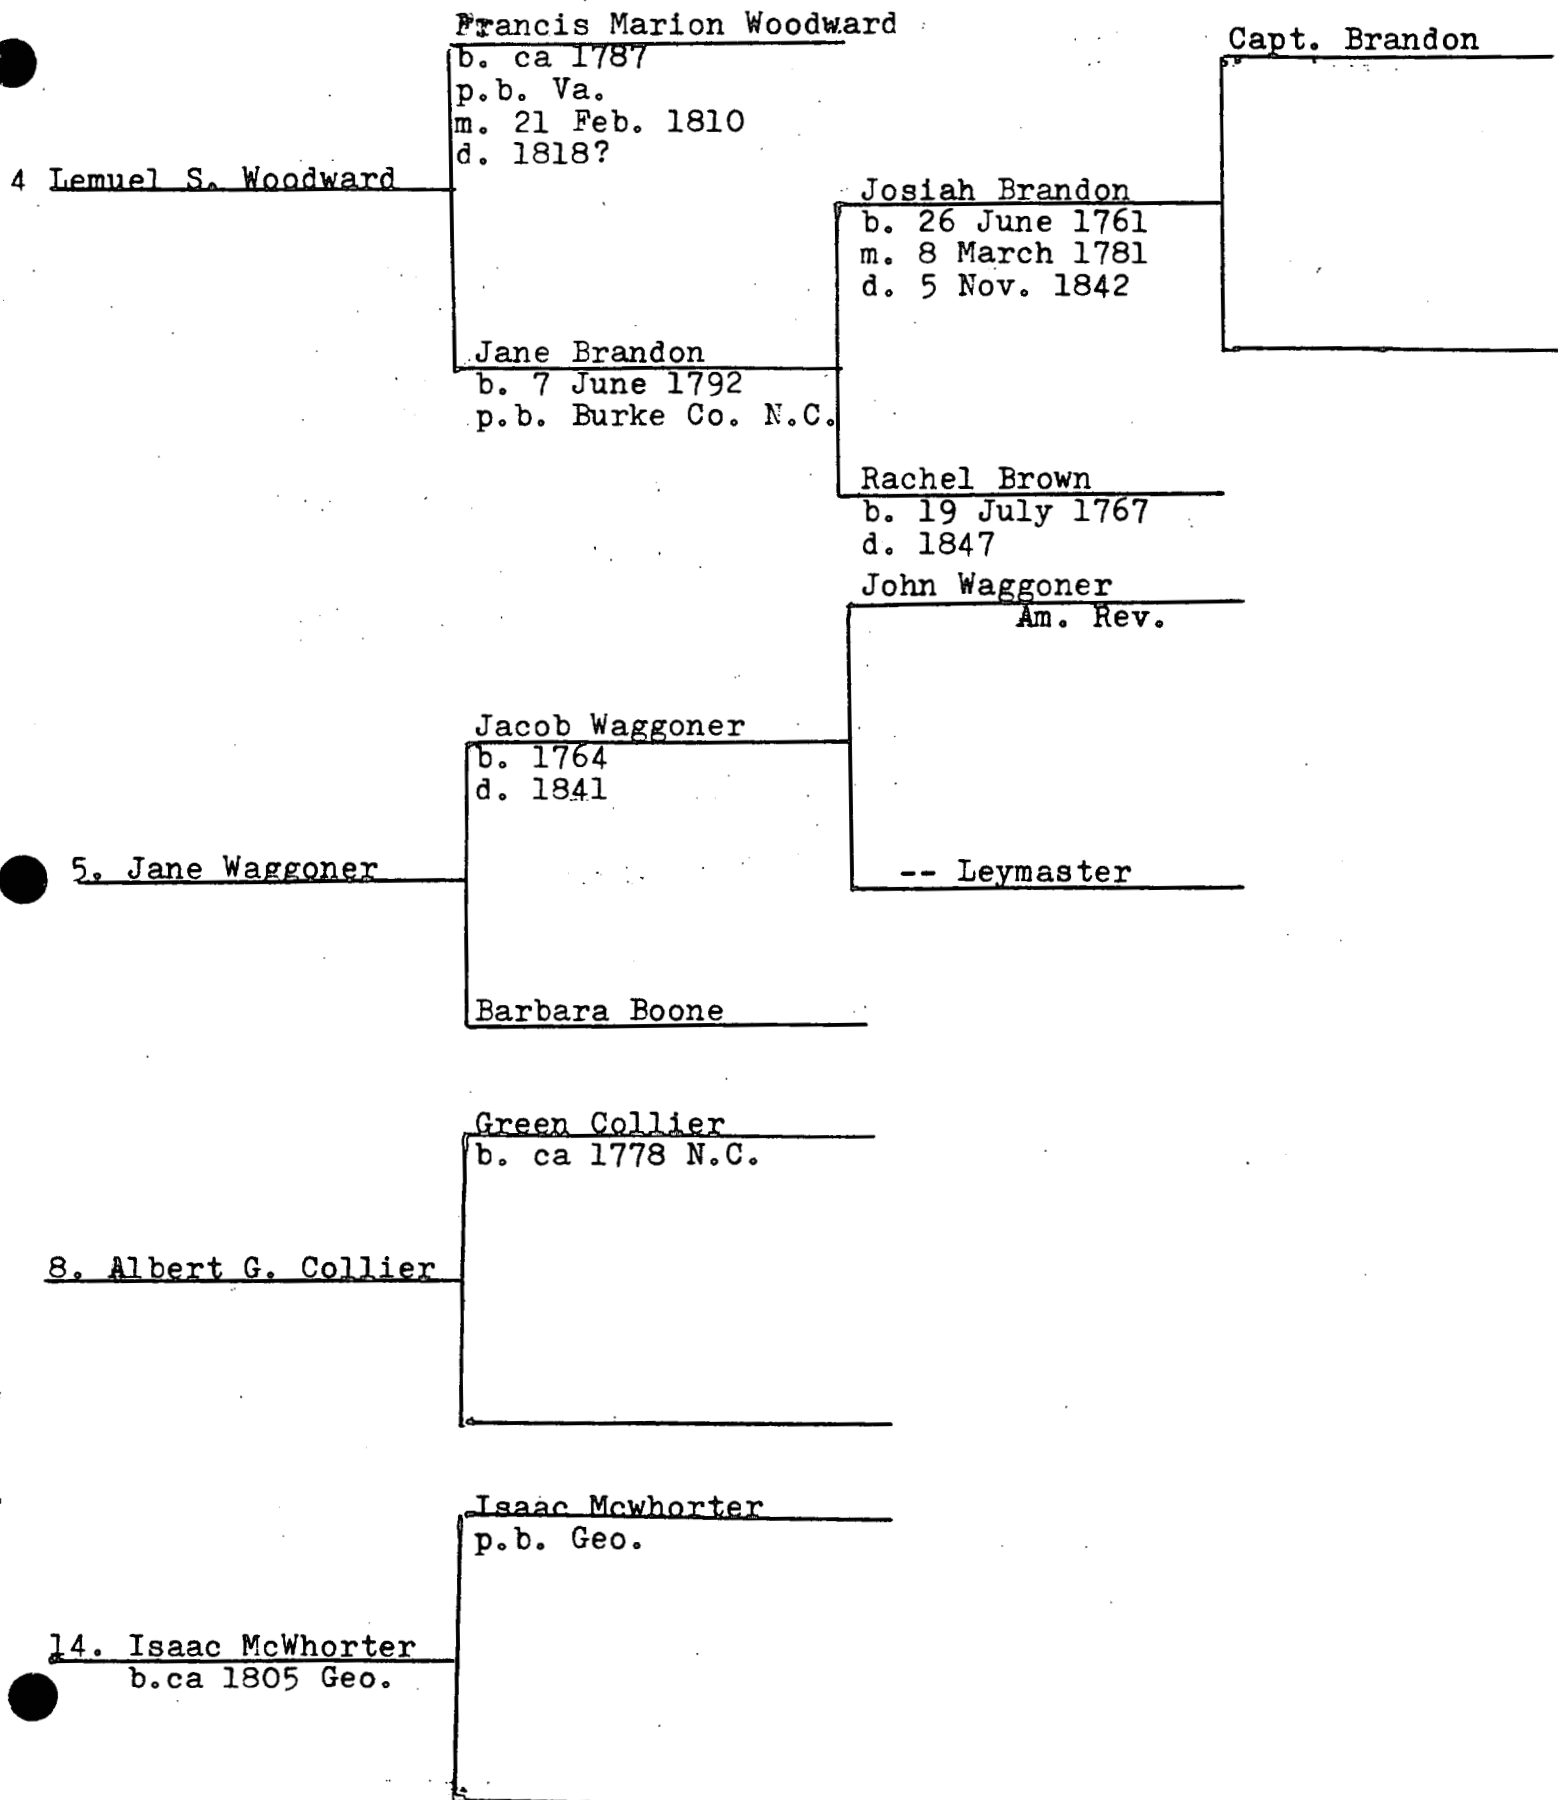 Francis Marion Woodward
b. ca 1787
p.b. Va.
m. 21 Feb. 1810
d. 1818?
Capt. Brandon
4 Lemuel S. Woodward
Josiah Brandon
b. 26 June 1761
m. 8 March 1781
d. 5 Nov. 1842
Jane Brandon
b. 7 June 1792
p.b. Burke Co. N.C.
Rachel Brown
b. 19 July 1767
d. 1847
John Waggoner
Am. Rev.
Jacob Waggoner
b. 1764
d. 1841
5. Jane Waggoner
-- Leymaster
Barbara Boone
Green Collier
b. ca 1778 N.C.
8. Albert G. Collier
Isaac Mcwhorter
p.b. Geo.
14. Isaac McWhorter
b.ca 1805 Geo.